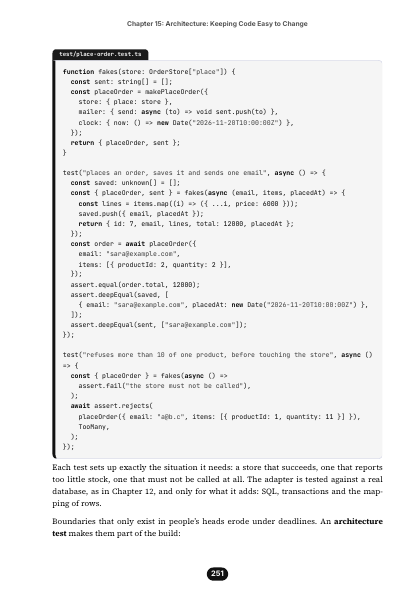 Chapter 15: Architecture: Keeping Code Easy to Change
test/place-order.test.ts
function fakes(store: OrderStore["place"]) {
  const sent: string[] = [];
  const placeOrder = makePlaceOrder({
    store: { place: store },
    mailer: { send: async (to) => void sent.push(to) },
    clock: { now: () => new Date("2026-11-20T10:00:00Z") },
  });
  return { placeOrder, sent };
}

test("places an order, saves it and sends one email", async () => {
  const saved: unknown[] = [];
  const { placeOrder, sent } = fakes(async (email, items, placedAt) => {
    const lines = items.map((i) => ({ ...i, price: 6000 }));
    saved.push({ email, placedAt });
    return { id: 7, email, lines, total: 12000, placedAt };
  });
  const order = await placeOrder({
    email: "sara@example.com",
    items: [{ productId: 2, quantity: 2 }],
  });
  assert.equal(order.total, 12000);
  assert.deepEqual(saved, [
    { email: "sara@example.com", placedAt: new Date("2026-11-20T10:00:00Z") },
  ]);
  assert.deepEqual(sent, ["sara@example.com"]);
});

test("refuses more than 10 of one product, before touching the store", async ()
=> {
  const { placeOrder } = fakes(async () =>
    assert.fail("the store must not be called"),
  );
  await assert.rejects(
    placeOrder({ email: "a@b.c", items: [{ productId: 1, quantity: 11 }] }),
    TooMany,
  );
});
Each test sets up exactly the situation it needs: a store that succeeds, one that reports
too little stock, one that must not be called at all. The adapter is tested against a real
database, as in Chapter 12, and only for what it adds: SQL, transactions and the map-
ping of rows.
Boundaries that only exist in people's heads erode under deadlines. An architecture
test makes them part of the build:
251